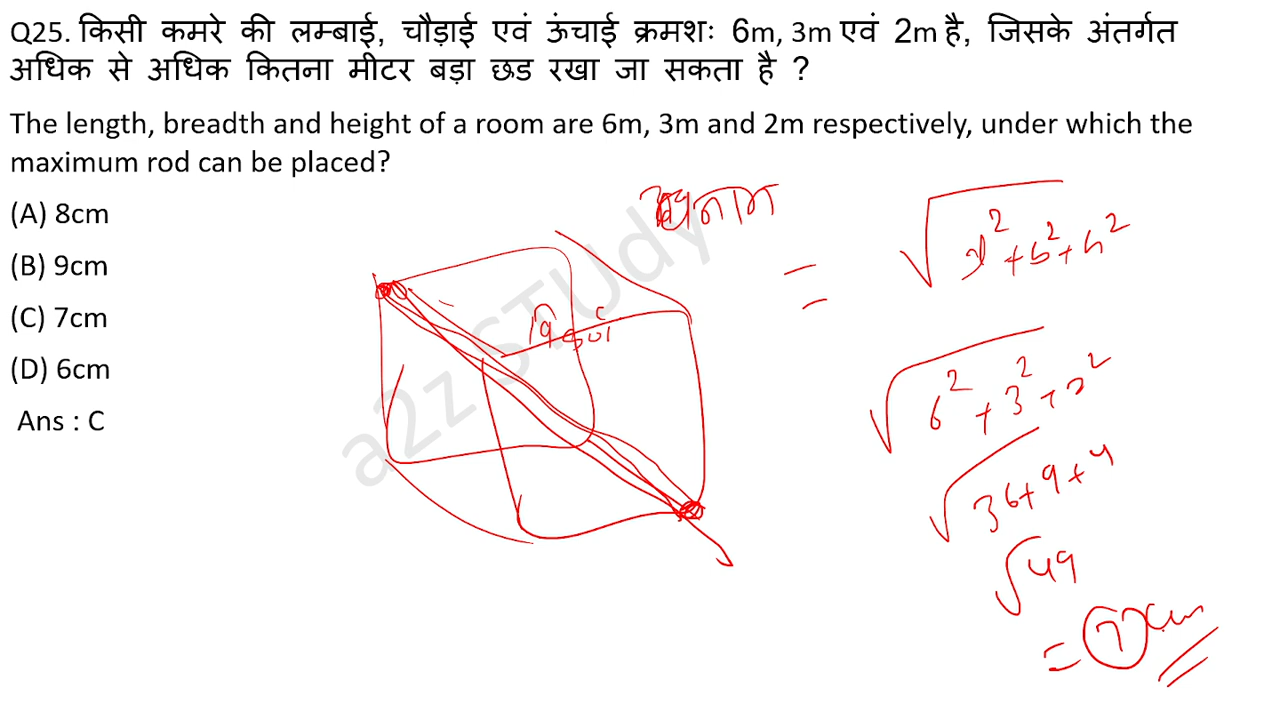 Q25. किसी कमरे की लम्बाई, चौड़ाई एवं ऊंचाई क्रमशः 6m, 3m एवं 2m है, जिसके अंतर्गत
अधिक से अधिक कितना मीटर बड़ा छड रखा जा सकता है ?
The length, breadth and height of a room are 6m, 3m and 2m respectively, under which the
maximum rod can be placed?
(A) 8cm
(B) 9cm
(C) 7cm
(D) 6cm
Ans : C
a2z STUdy
घनाभ
विकर्ण
= √l²+b²+h²
√6²+3²+2²
√36+9+4
√49
= 7cm